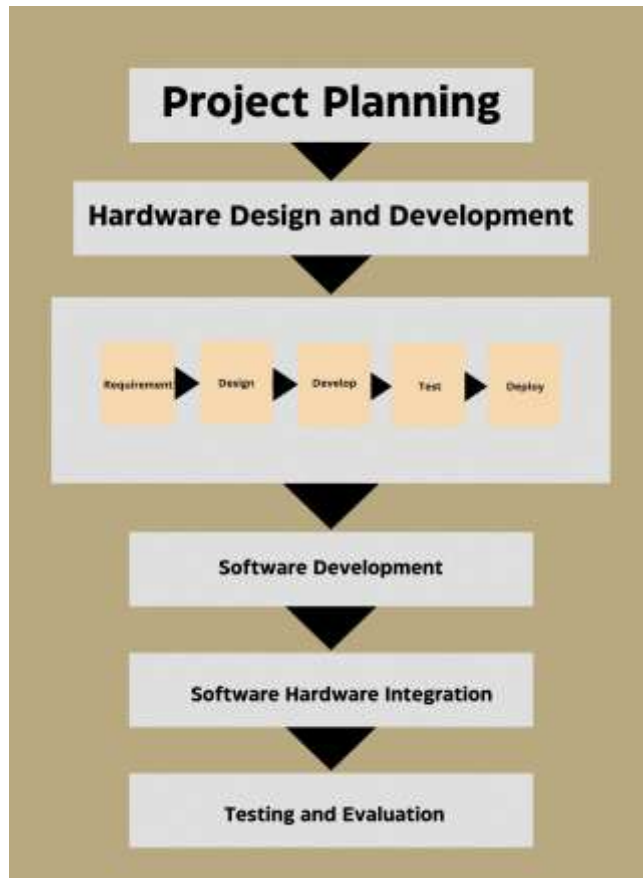 Project Planning
Hardware Design and Development
Requirement
Design
Develop
Test
Deploy
Software Development
Software Hardware Integration
Testing and Evaluation